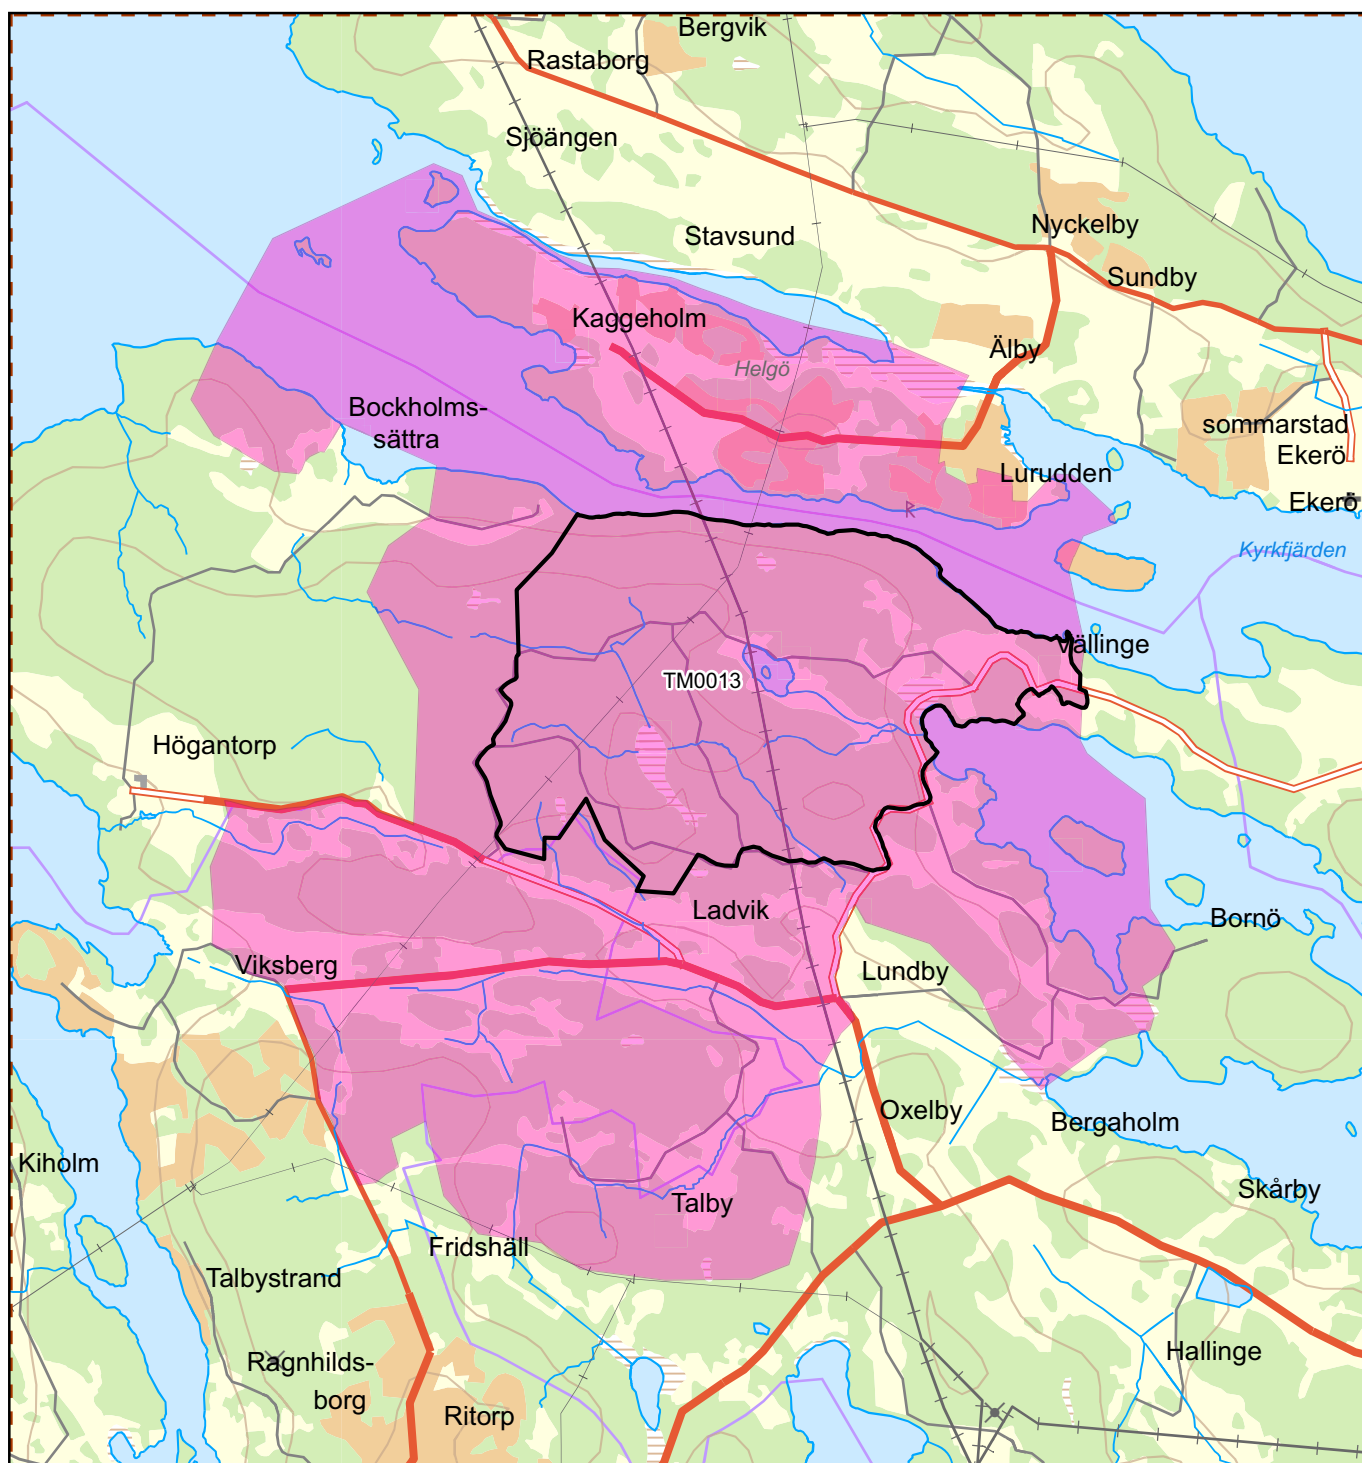 Bergvik
Rastaborg
Sjöängen
Nyckelby
Stavsund
Sundby
Kaggeholm
Älby
Helgö
Bockholms-
sättra
sommarstad
Ekerö
Lurudden
Ekerö
Kyrkfjärden
Vällinge
TM0013
Högantorp
Ladvik
Bornö
Viksberg
Lundby
Oxelby
Bergaholm
Kiholm
Skårby
Talby
Fridshäll
Talbystrand
Hallinge
Ragnhilds-
borg
Ritorp